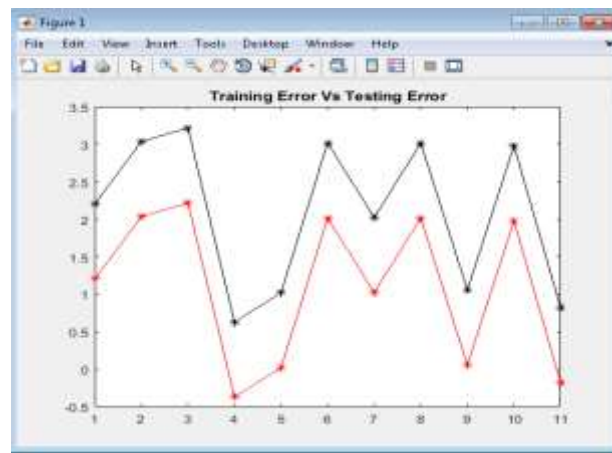 Figure 1
File Edit View Insert Tools Desktop Window Help
Training Error Vs Testing Error
3.5
3
2.5
2
1.5
1
0.5
0
-0.5
1 2 3 4 5 6 7 8 9 10 11